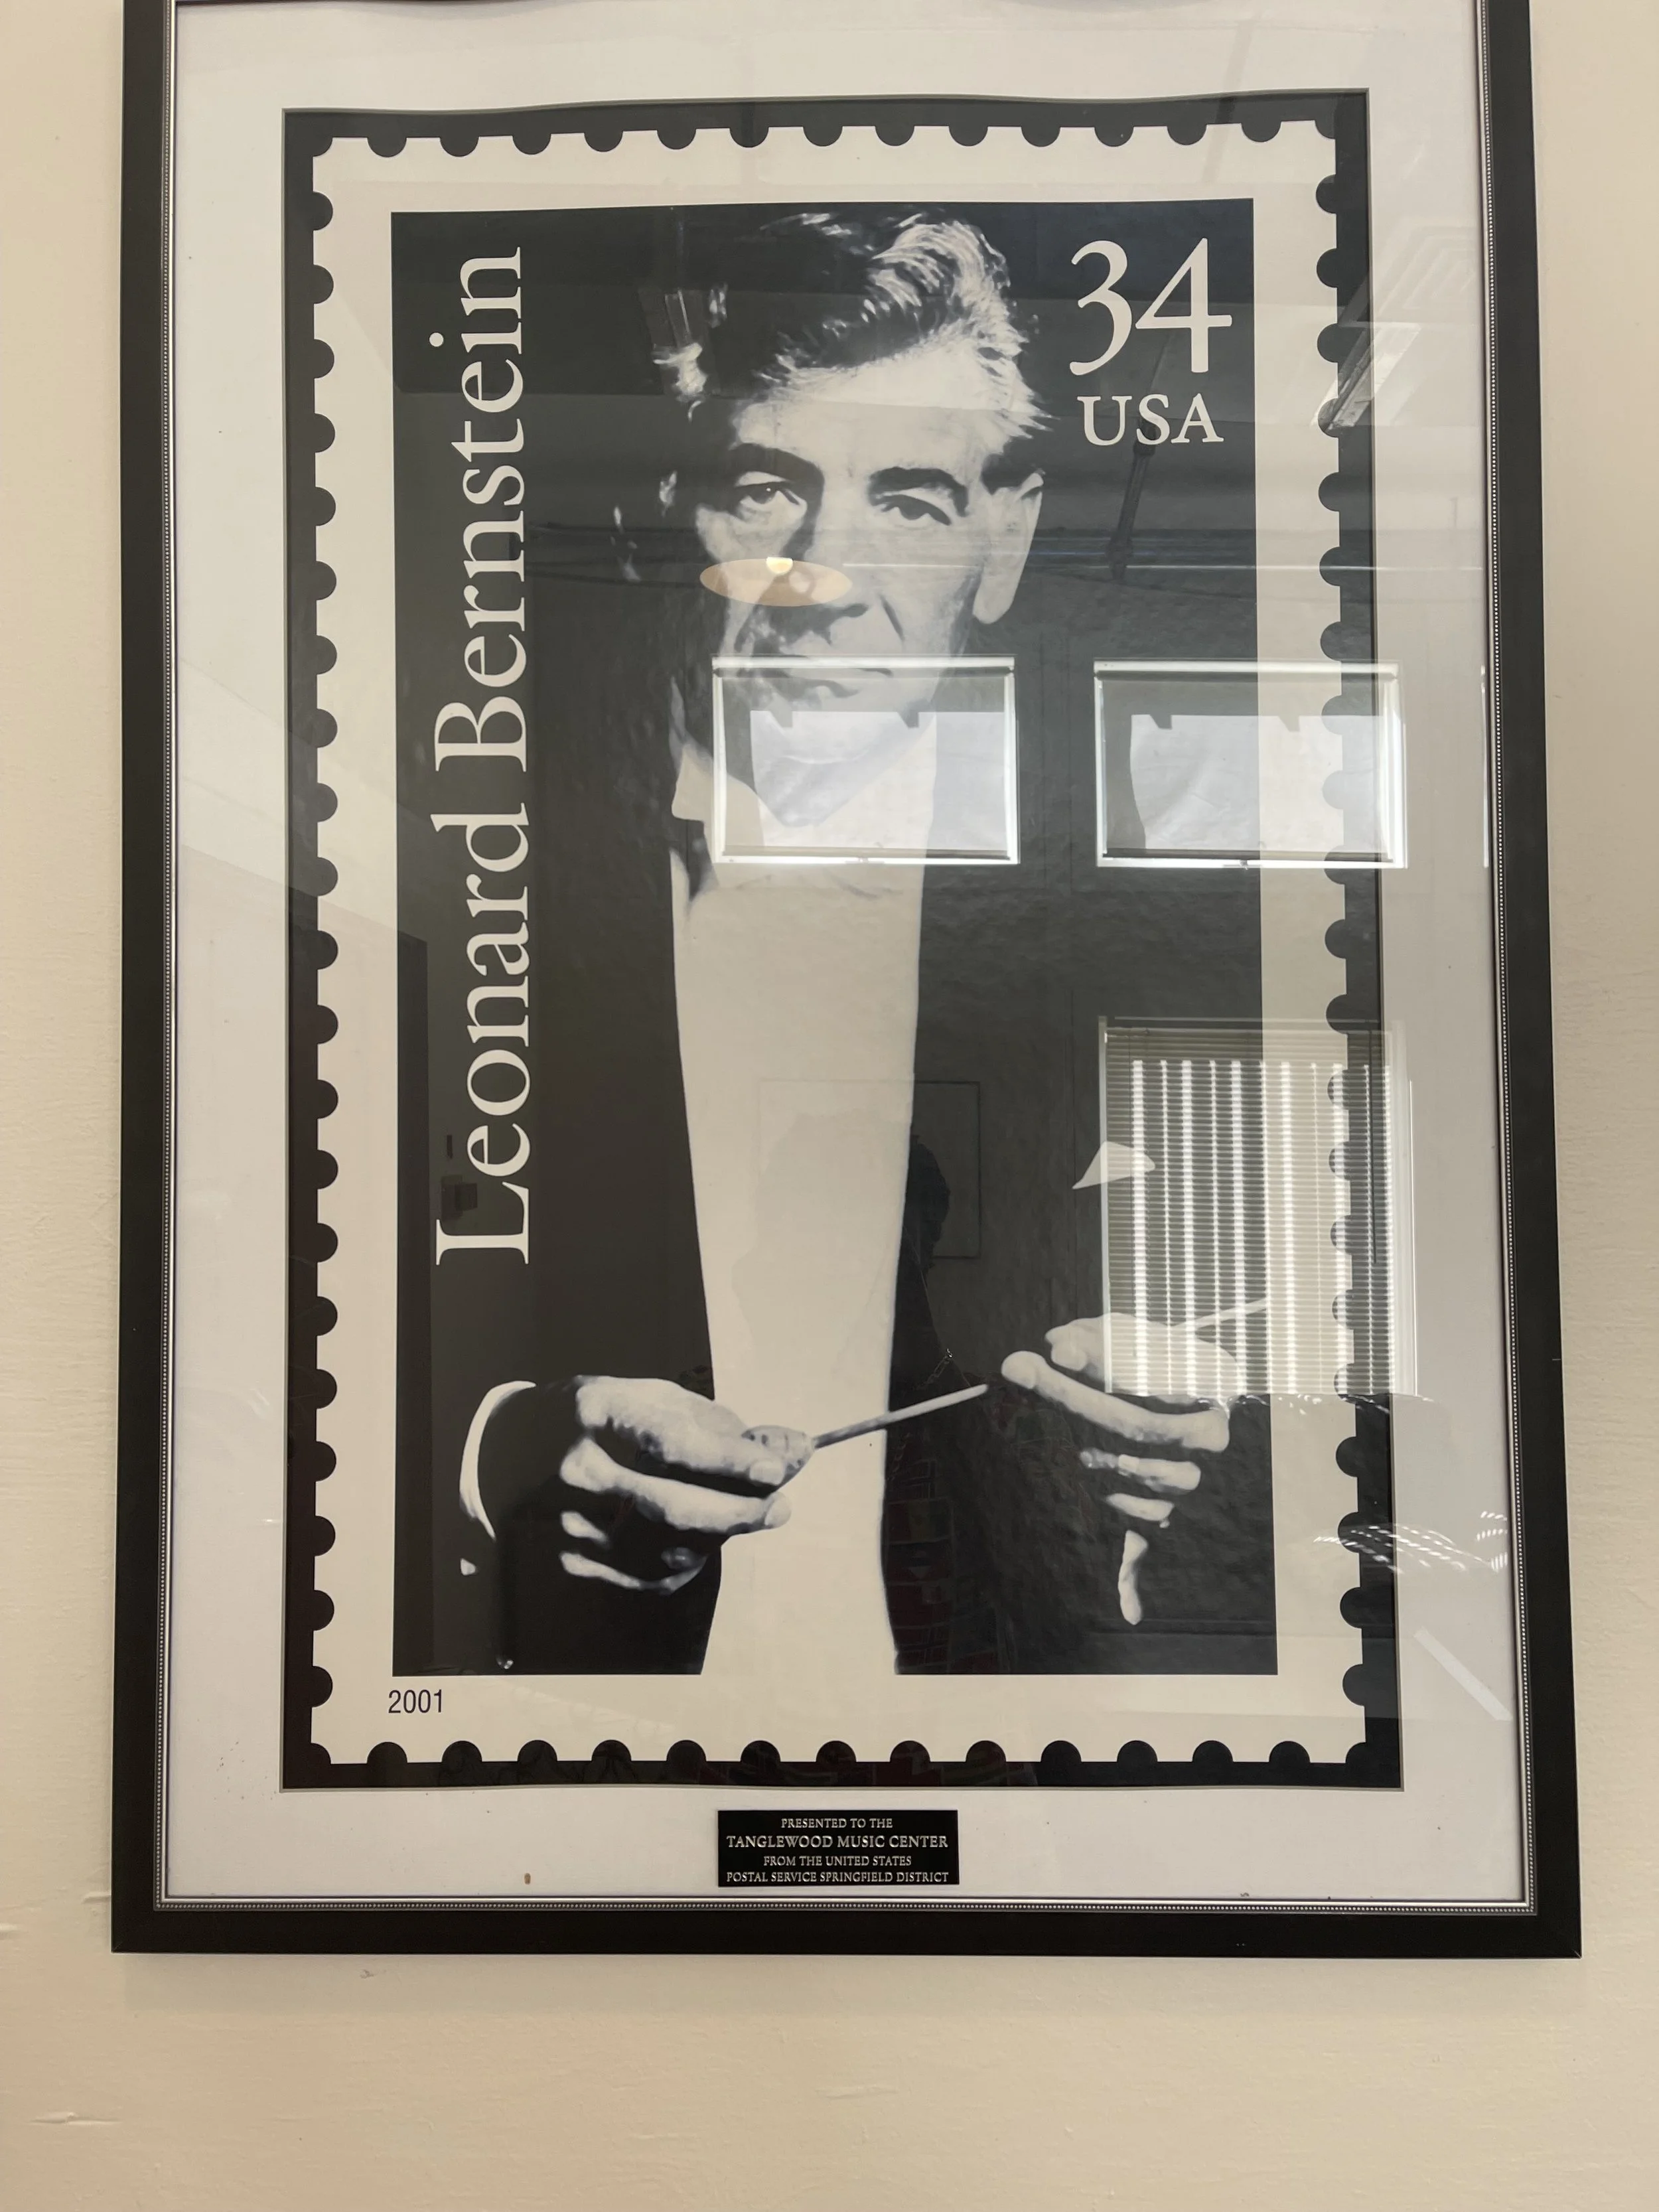 Leonard Bernstein
34
USA
2001
PRESENTED TO THE
TANGLEWOOD MUSIC CENTER
FROM THE UNITED STATES
POSTAL SERVICE SPRINGFIELD DISTRICT